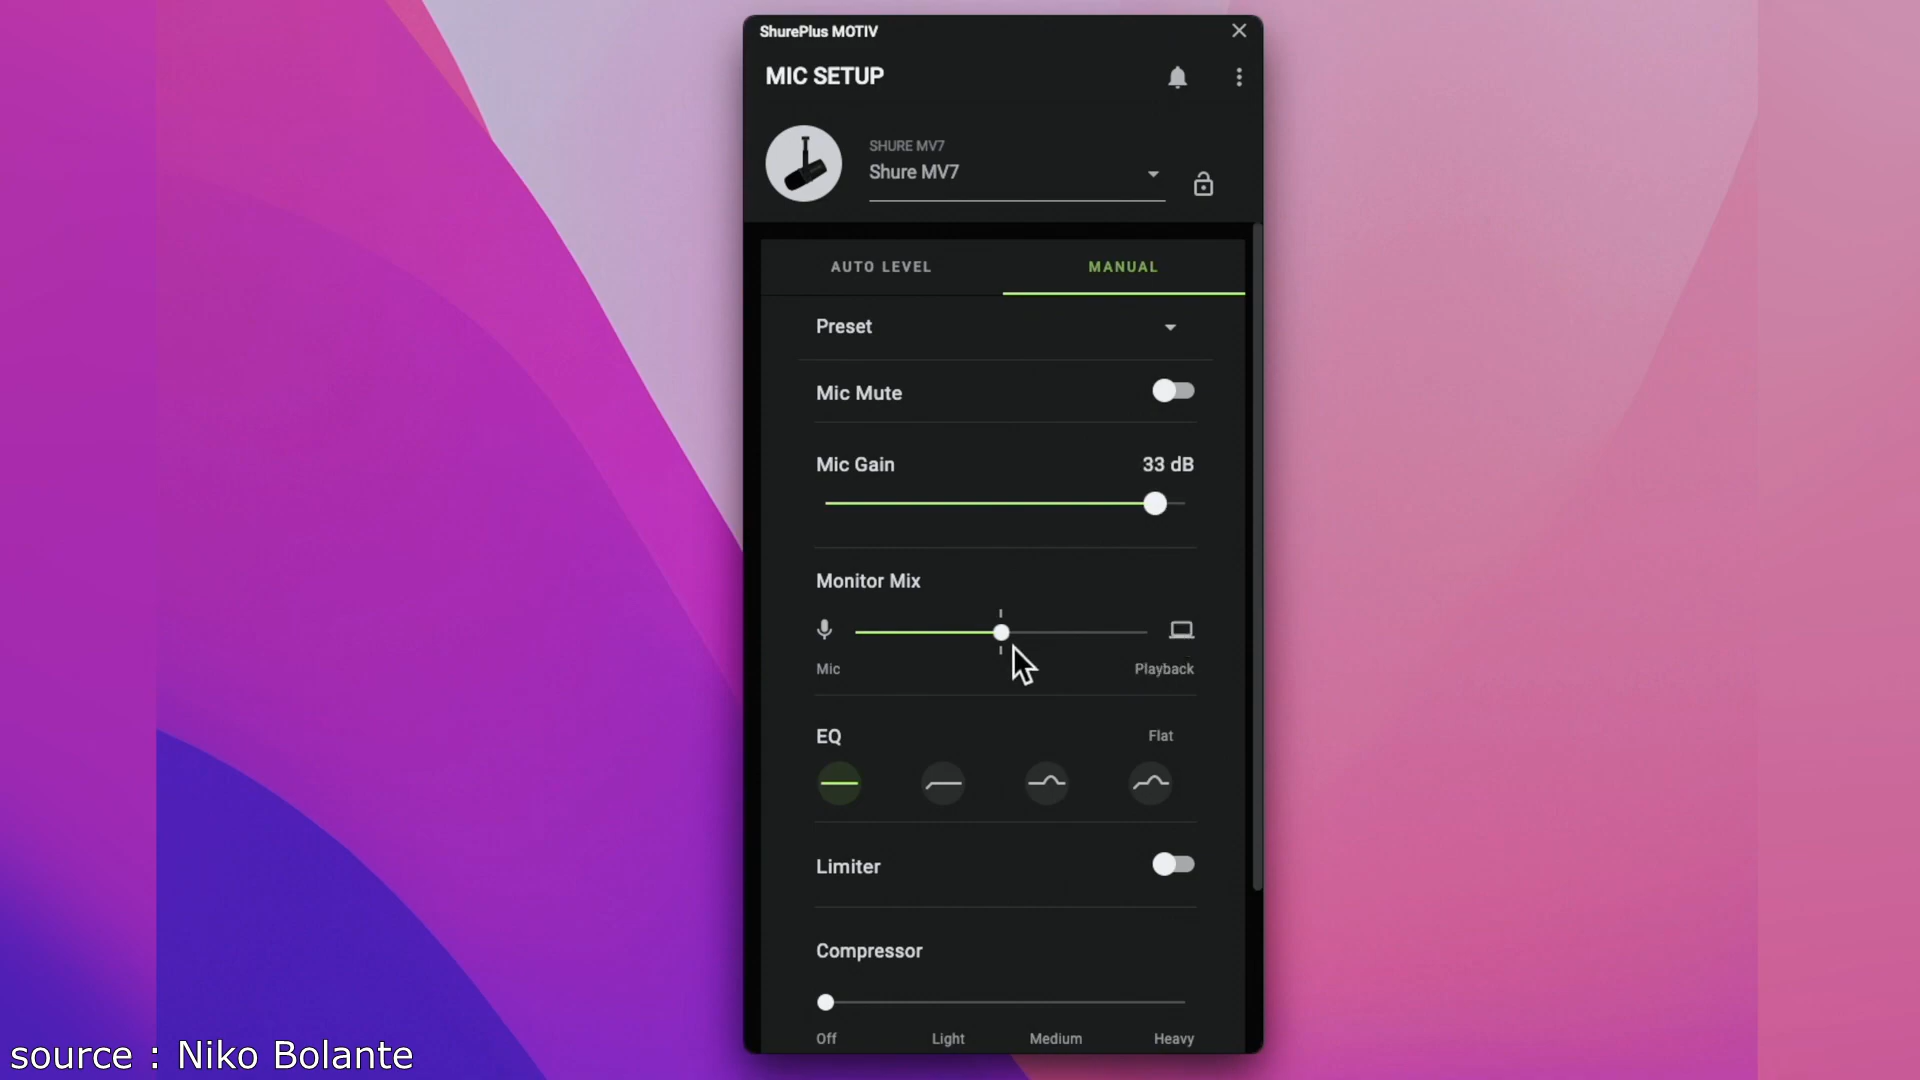 ShurePlus MOTIV
MIC SETUP
SHURE MV7
Shure MV7
AUTO LEVEL
MANUAL
Preset
Mic Mute
Mic Gain
33 dB
Monitor Mix
Mic
Playback
EQ
Flat
Limiter
Compressor
Off
Light
Medium
Heavy
source : Niko Bolante